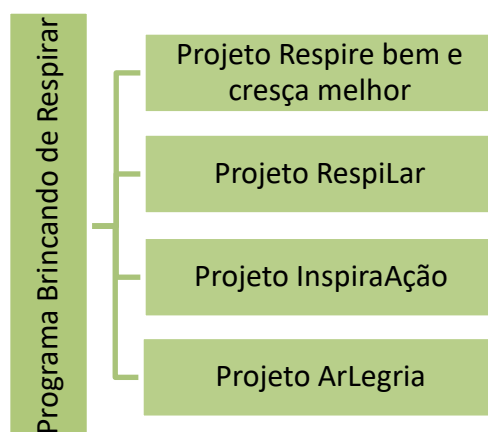 Programa Brincando de Respirar
Projeto Respire bem e
cresça melhor
Projeto RespiLar
Projeto InspiraAção
Projeto ArLegria